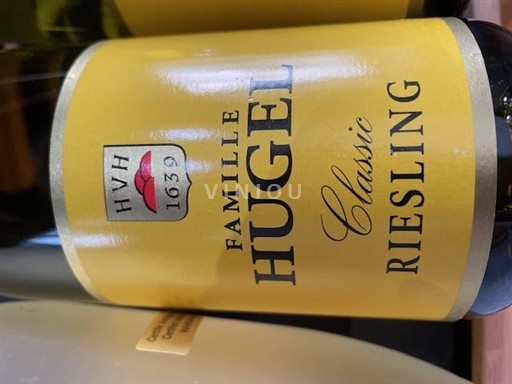 HVH
1639
FAMILLE
HUGEL
Classic
RIESLING
VINIOU